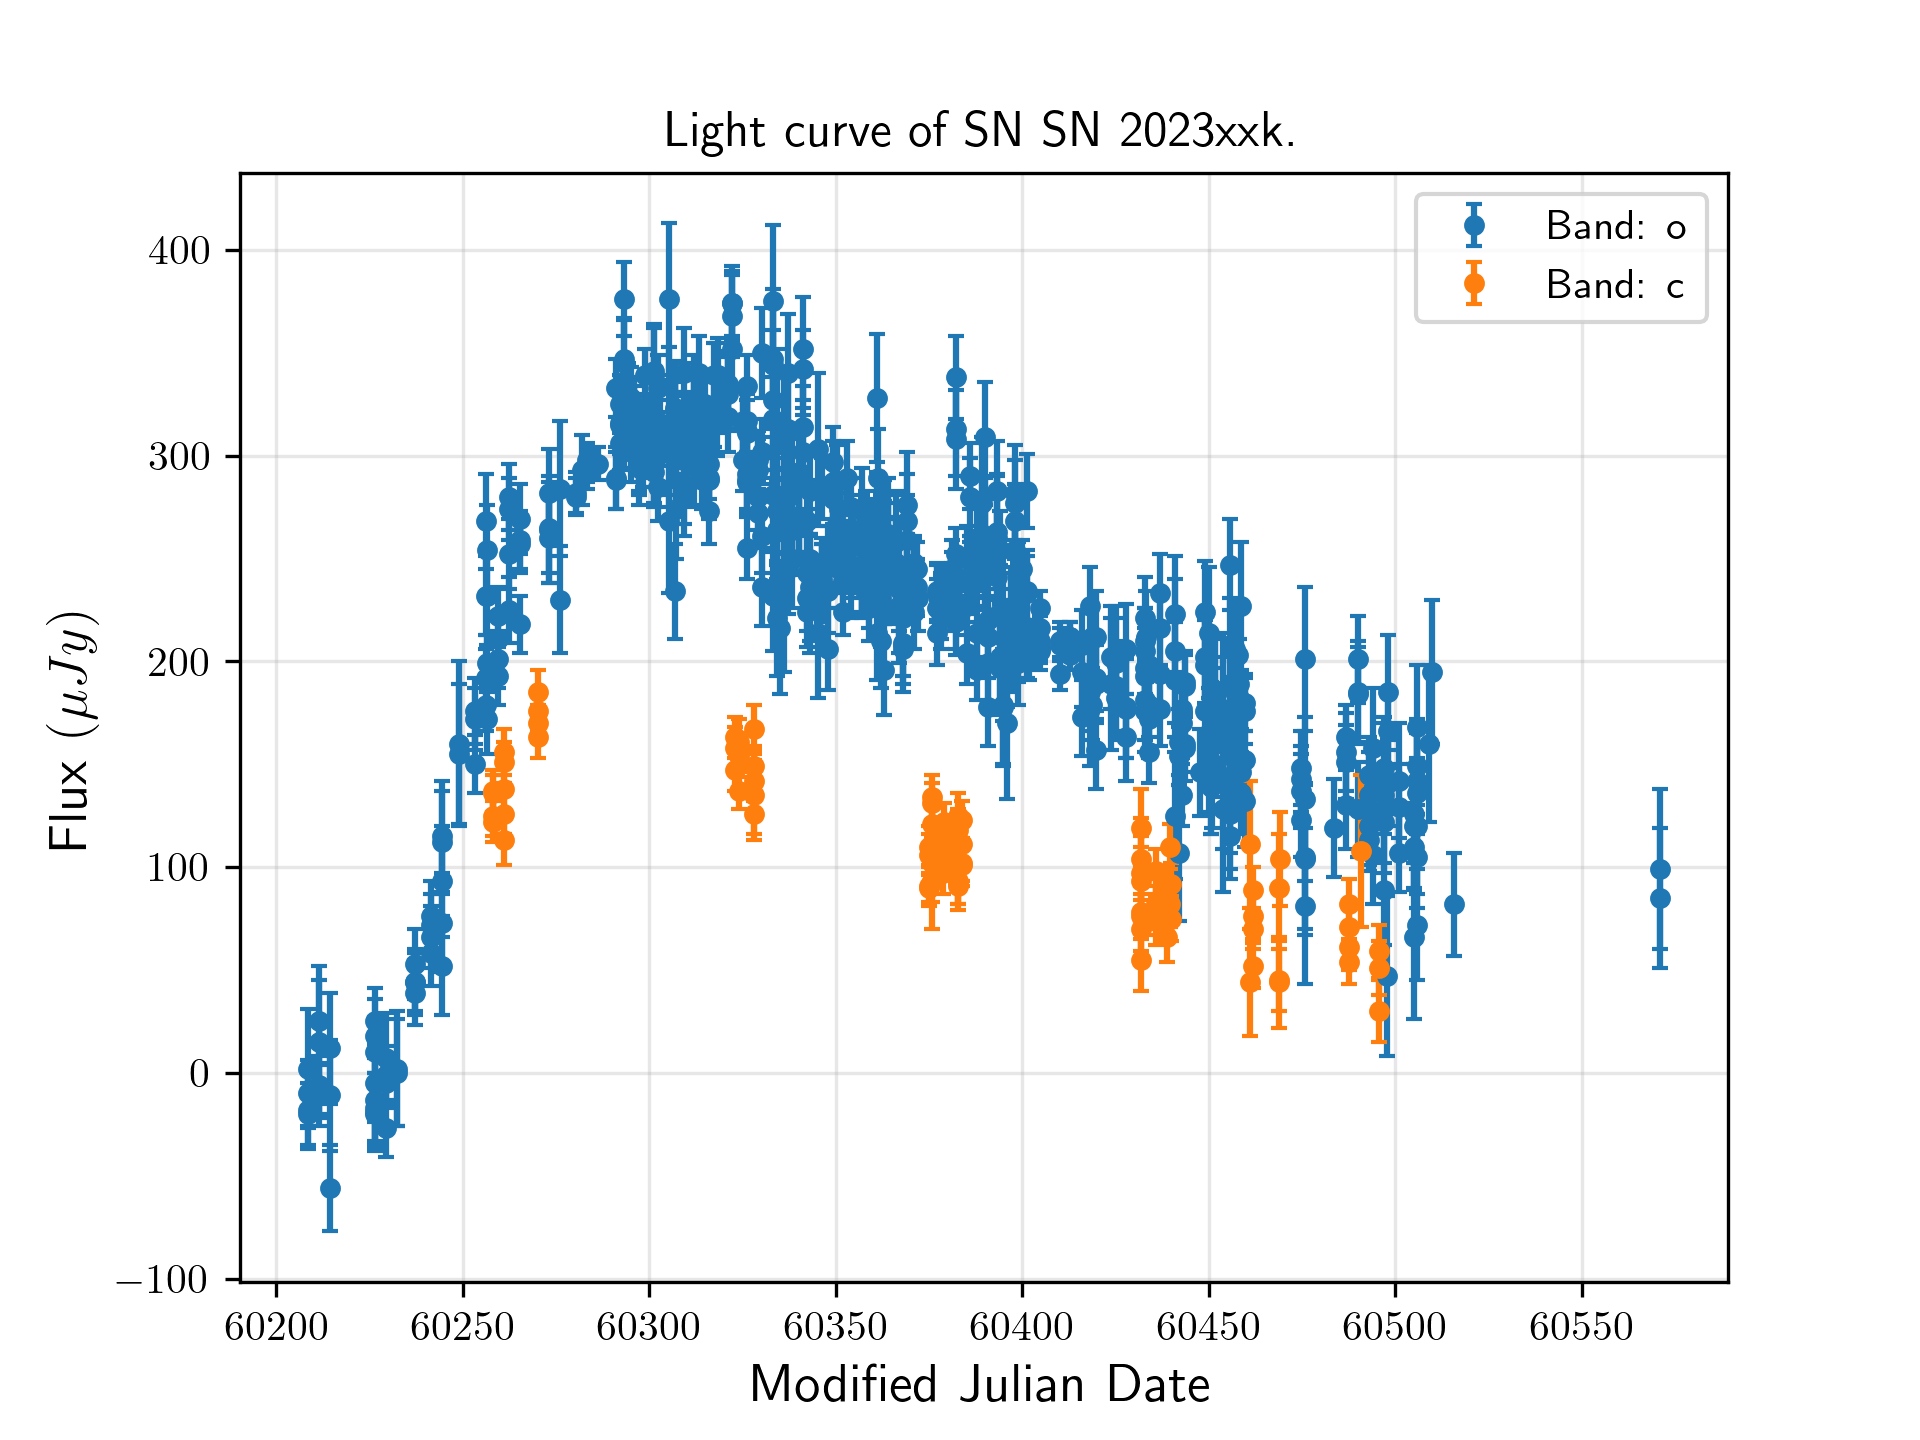 Light curve of SN SN 2023xxk.
Band: o
Band: c
400
300
200
100
0
−100
Flux (μJy)
60200 60250 60300 60350 60400 60450 60500 60550
Modified Julian Date